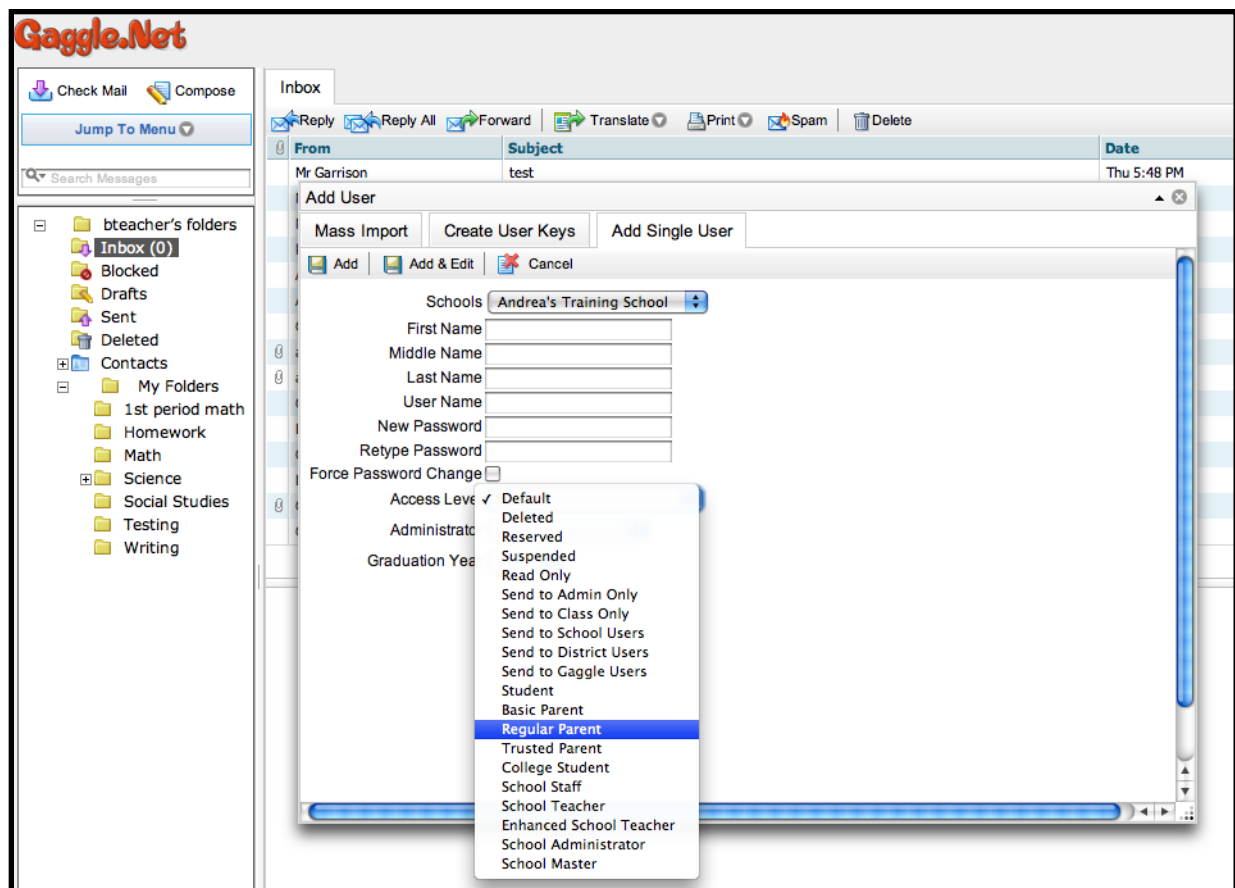 Gaggle.Net
Check Mail Compose
Jump To Menu
Search Messages
bteacher's folders
Inbox (0)
Blocked
Drafts
Sent
Deleted
Contacts
My Folders
1st period math
Homework
Math
Science
Social Studies
Testing
Writing
Inbox
Reply Reply All Forward Translate Print Spam Delete
From Subject Date
Mr Garrison test Thu 5:48 PM
Add User
Mass Import Create User Keys Add Single User
Add Add & Edit Cancel
Schools Andrea's Training School
First Name
Middle Name
Last Name
User Name
New Password
Retype Password
Force Password Change
Access Leve
Administrato
Graduation Yea
Default
Deleted
Reserved
Suspended
Read Only
Send to Admin Only
Send to Class Only
Send to School Users
Send to District Users
Send to Gaggle Users
Student
Basic Parent
Regular Parent
Trusted Parent
College Student
School Staff
School Teacher
Enhanced School Teacher
School Administrator
School Master